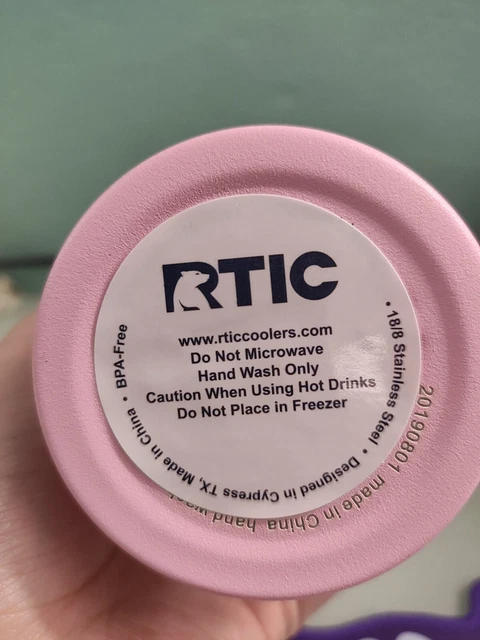 RTIC
www.rticcoolers.com
Do Not Microwave
Hand Wash Only
Caution When Using Hot Drinks
Do Not Place in Freezer
• 18/8 Stainless Steel • Designed in Cypress TX, Made in China • BPA-Free
20190801 made in China hand